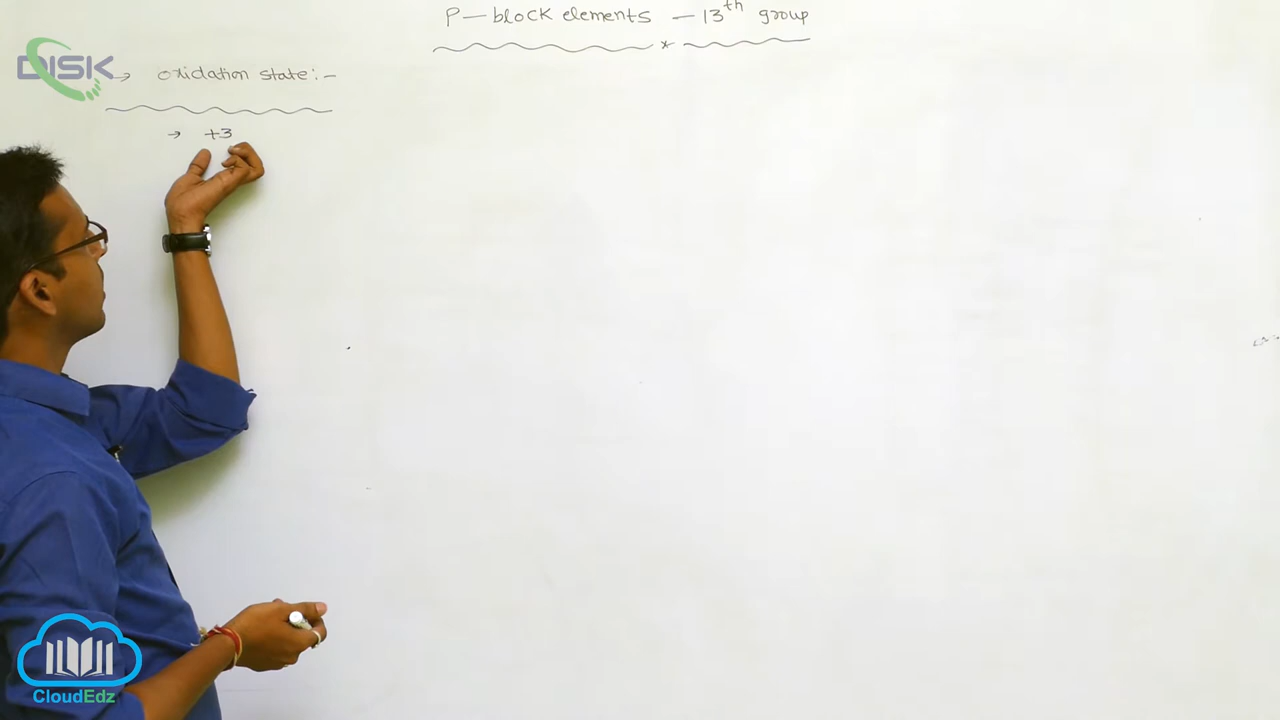 P-block elements - 13th group
DISK
→ oxidation state:-
→ +3
CloudEdz